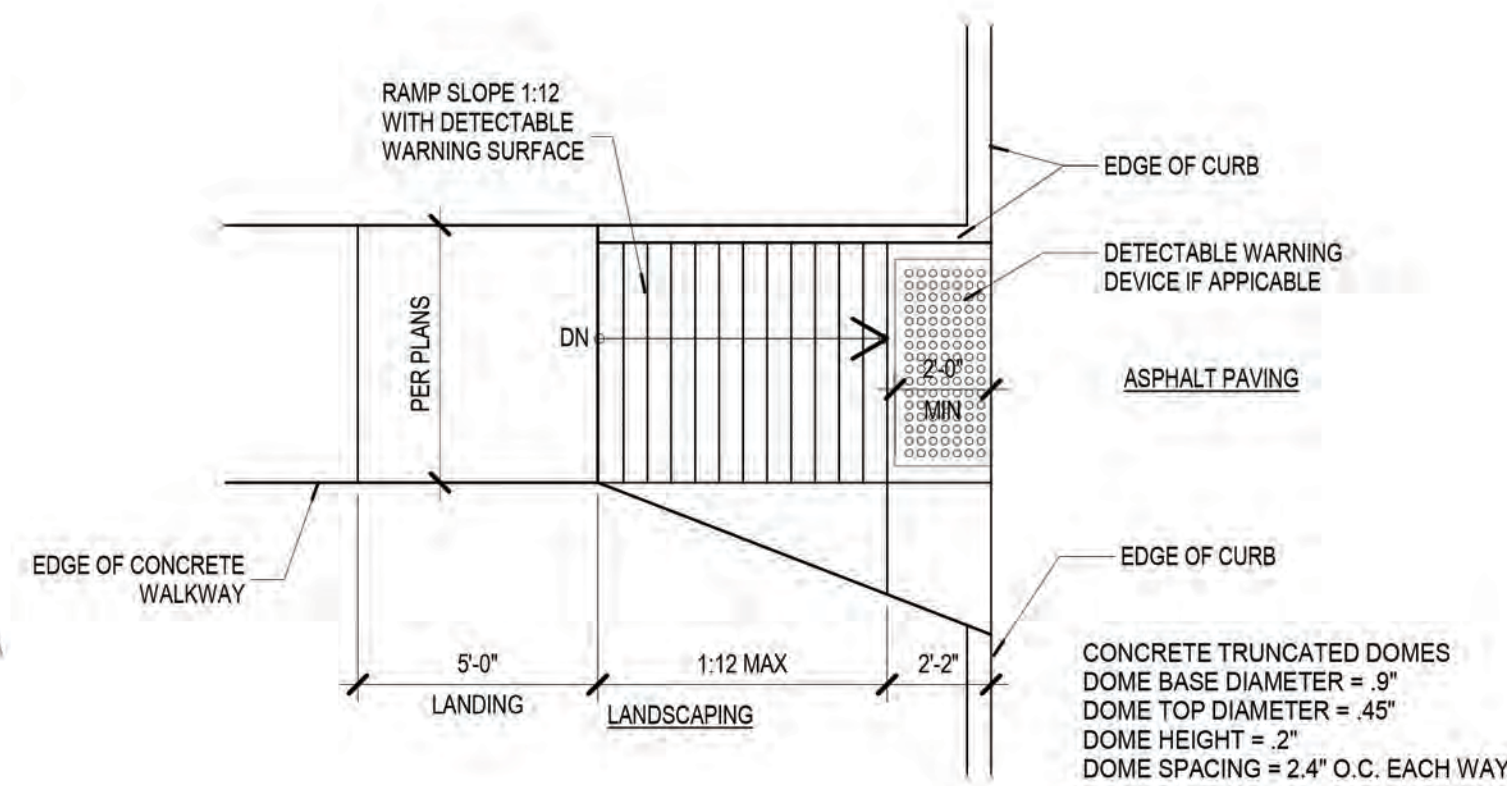 RAMP SLOPE 1:12
WITH DETECTABLE
WARNING SURFACE
EDGE OF CURB
DETECTABLE WARNING
DEVICE IF APPICABLE
PER PLANS
DN
2'-0"
MIN
ASPHALT PAVING
EDGE OF CONCRETE
WALKWAY
EDGE OF CURB
5'-0"
LANDING
1:12 MAX
2'-2"
LANDSCAPING
CONCRETE TRUNCATED DOMES
DOME BASE DIAMETER = .9"
DOME TOP DIAMETER = .45"
DOME HEIGHT = .2"
DOME SPACING = 2.4" O.C. EACH WAY